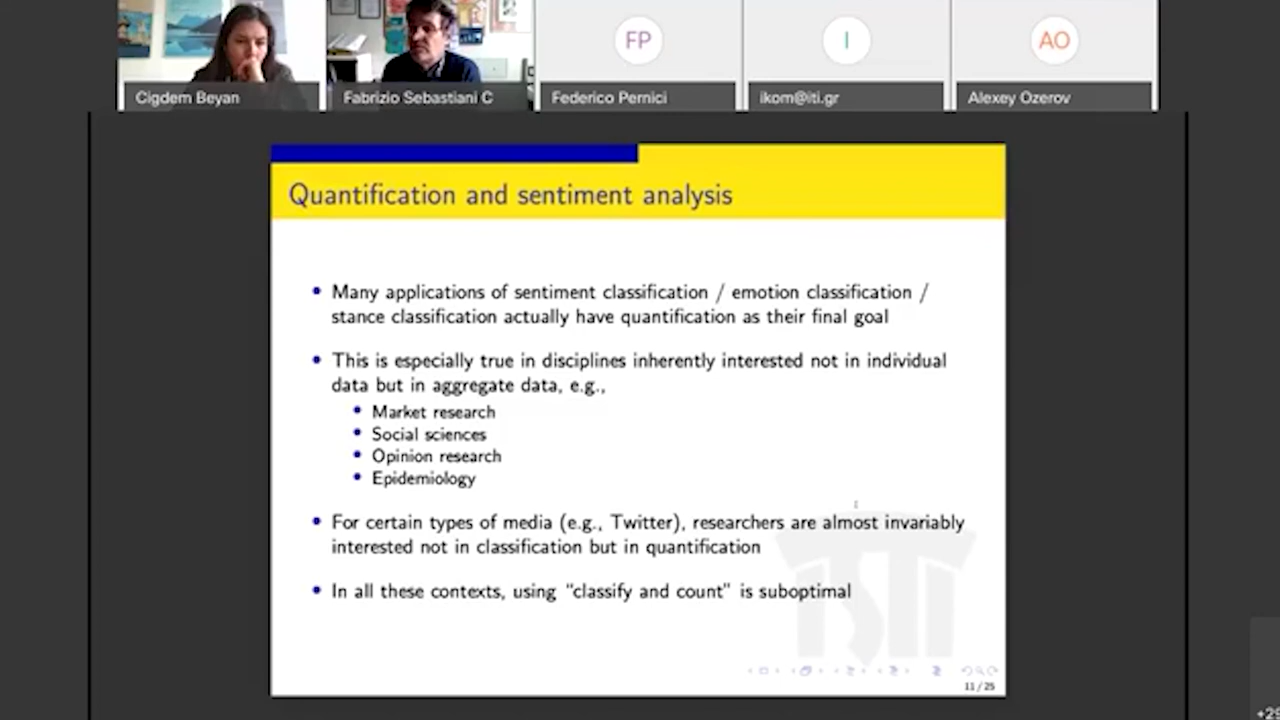 FP
I
AO
Cigdem Beyan
Fabrizio Sebastiani C
Federico Pernici
ikom@iti.gr
Alexey Ozerov
Quantification and sentiment analysis
• Many applications of sentiment classification / emotion classification /
stance classification actually have quantification as their final goal
• This is especially true in disciplines inherently interested not in individual
data but in aggregate data, e.g.,
• Market research
• Social sciences
• Opinion research
• Epidemiology
• For certain types of media (e.g., Twitter), researchers are almost invariably
interested not in classification but in quantification
• In all these contexts, using "classify and count" is suboptimal
ISTI
11/25